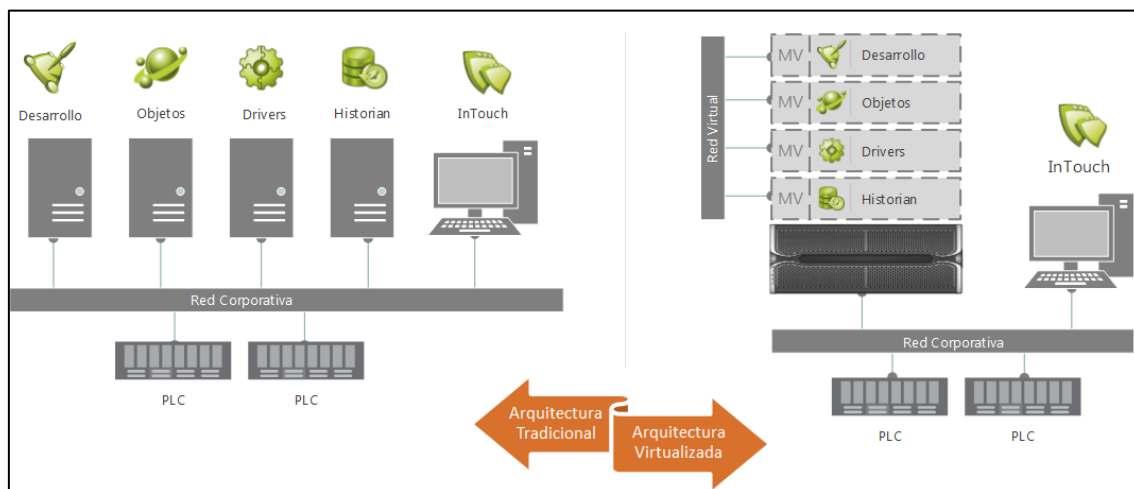 Desarrollo
Objetos
Drivers
Historian
InTouch
Red Corporativa
PLC
PLC
Arquitectura
Tradicional
Arquitectura
Virtualizada
Red Virtual
MV
Desarrollo
MV
Objetos
MV
Drivers
MV
Historian
InTouch
Red Corporativa
PLC
PLC